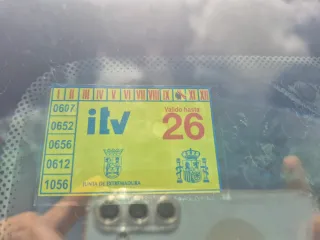 I II III IV V VI VII VIII IX XI XII
0607
0652
0656
0612
1056
itv
Válido hasta
26
JUNTA DE EXTREMADURA